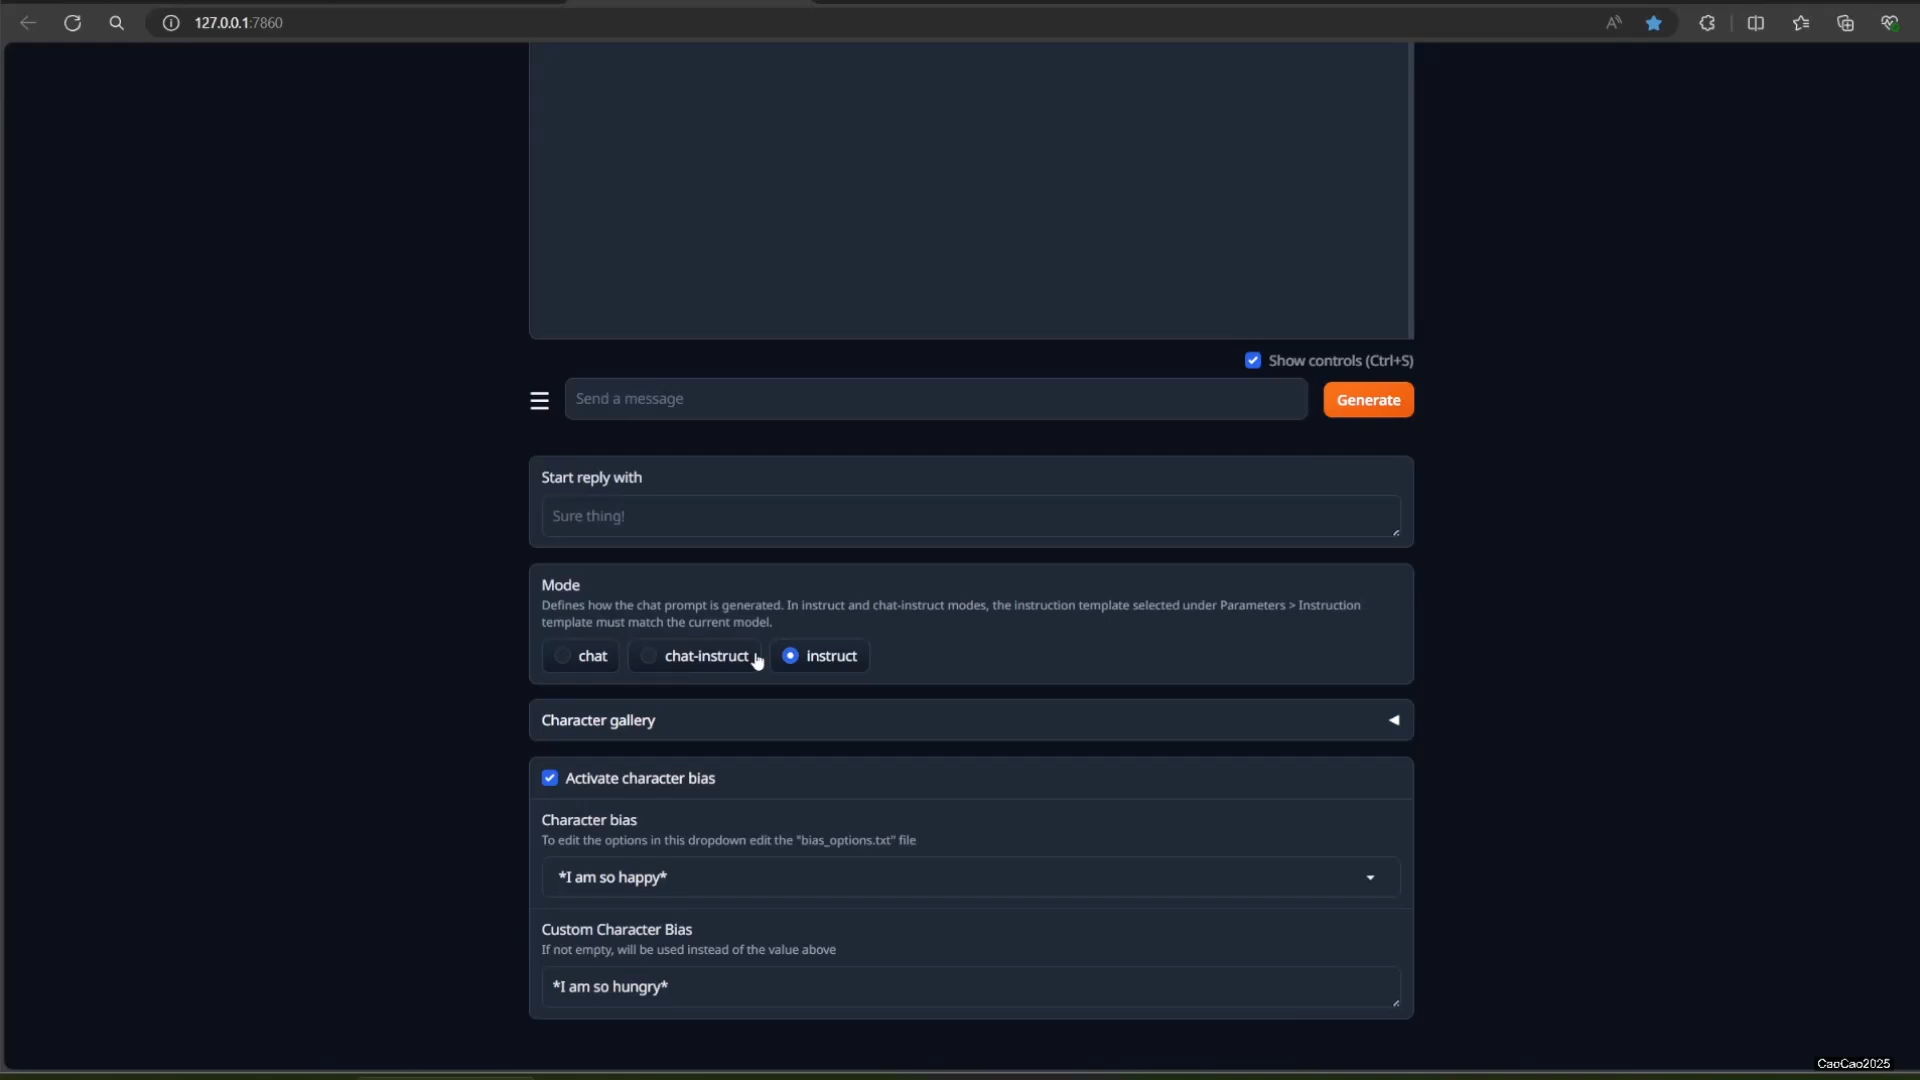 127.0.0.1:7860
Show controls (Ctrl+S)
Send a message
Generate
Start reply with
Sure thing!
Mode
Defines how the chat prompt is generated. In instruct and chat-instruct modes, the instruction template selected under Parameters > Instruction
template must match the current model.
chat chat-instruct instruct
Character gallery
Activate character bias
Character bias
To edit the options in this dropdown edit the "bias_options.txt" file
*I am so happy*
Custom Character Bias
If not empty, will be used instead of the value above
*I am so hungry*
CaoCao2025